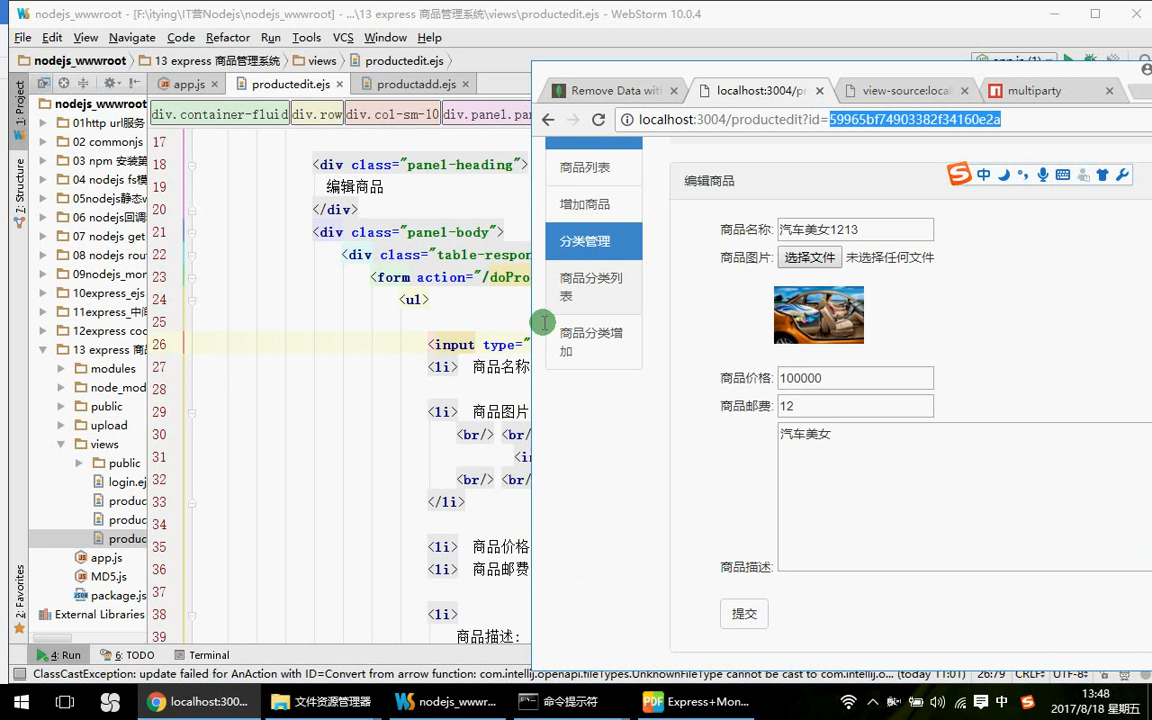 nodejs_wwwroot - [F:\itying\IT营Nodejs\nodejs_wwwroot] - ...\13 express 商品管理系统\views\productedit.ejs - WebStorm 10.0.4
File Edit View Navigate Code Refactor Run Tools VCS Window Help
nodejs_wwwroot 13 express 商品管理系统 views productedit.ejs
app.js productedit.ejs productadd.ejs
div.container-fluid div.row div.col-sm-10 div.panel.pan
1: Project
7: Structure
2: Favorites
nodejs_wwwroot
01http url服务
02 commonjs
03 npm 安装第
04 nodejs fs模
05nodejs静态w
06 nodejs回调
07 nodejs get
08 nodejs rou
09nodejs_mon
10express_ejs
11express_中间
12express coo
13 express 商品
modules
node_mod
public
upload
views
public
login.ej
produc
produc
produc
app.js
MD5.js
package.js
External Libraries
17
18 <div class="panel-heading">
19 编辑商品
20 </div>
21 <div class="panel-body">
22 <div class="table-respon
23 <form action="/doPro
24 <ul>
25
26 <input type="
27 <li> 商品名称
28
29 <li> 商品图片
30 <br/> <br/
31 <in
32 <br/> <br/
33 </li>
34
35 <li> 商品价格
36 <li> 商品邮费
37
38 <li>
39 商品描述:
Remove Data with localhost:3004/pr view-source:local multiparty
localhost:3004/productedit?id=59965bf74903382f34160e2a
商品列表
增加商品
分类管理
商品分类列
表
商品分类增
加
编辑商品
中
商品名称: 汽车美女1213
商品图片: 选择文件 未选择任何文件
商品价格: 100000
商品邮费: 12
汽车美女
商品描述:
提交
4: Run 6: TODO Terminal
ClassCastException: update failed for AnAction with ID=Convert from arrow function: com.intellij.openapi.fileTypes.UnknownFileType cannot be cast to com.intellij.o... (today 11:01) 26:79 CRLF UTF-8
localhost:300... 文件资源管理器 nodejs_wwwr... 命令提示符 Express+Mon...
中
13:48
2017/8/18 星期五